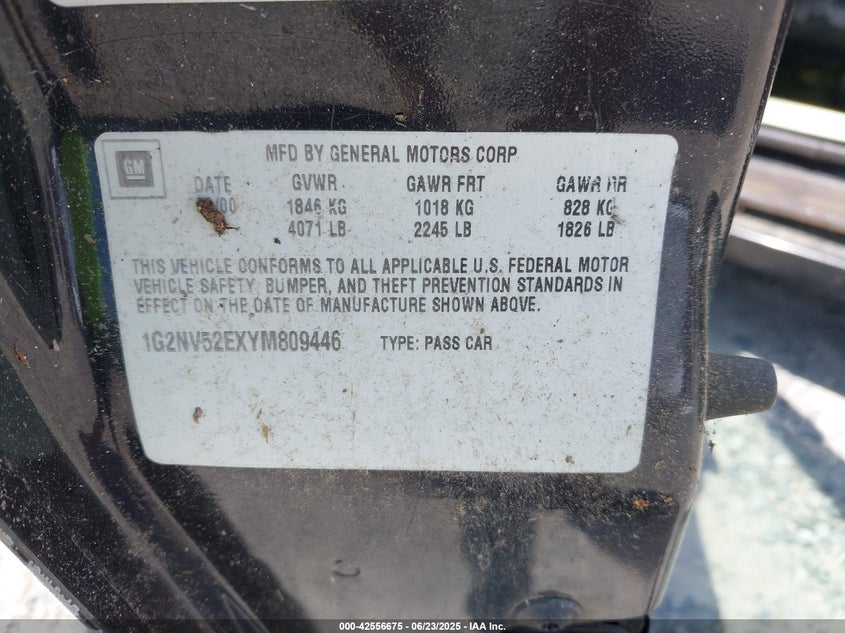 GM
MFD BY GENERAL MOTORS CORP
DATE GVWR GAWR FRT GAWR RR
/00 1846 KG 1018 KG 828 KG
4071 LB 2245 LB 1826 LB
THIS VEHICLE CONFORMS TO ALL APPLICABLE U.S. FEDERAL MOTOR
VEHICLE SAFETY, BUMPER, AND THEFT PREVENTION STANDARDS IN
EFFECT ON THE DATE OF MANUFACTURE SHOWN ABOVE.
1G2NV52EXYM809446 TYPE: PASS CAR
000-42556675 - 06/23/2025 - IAA Inc.